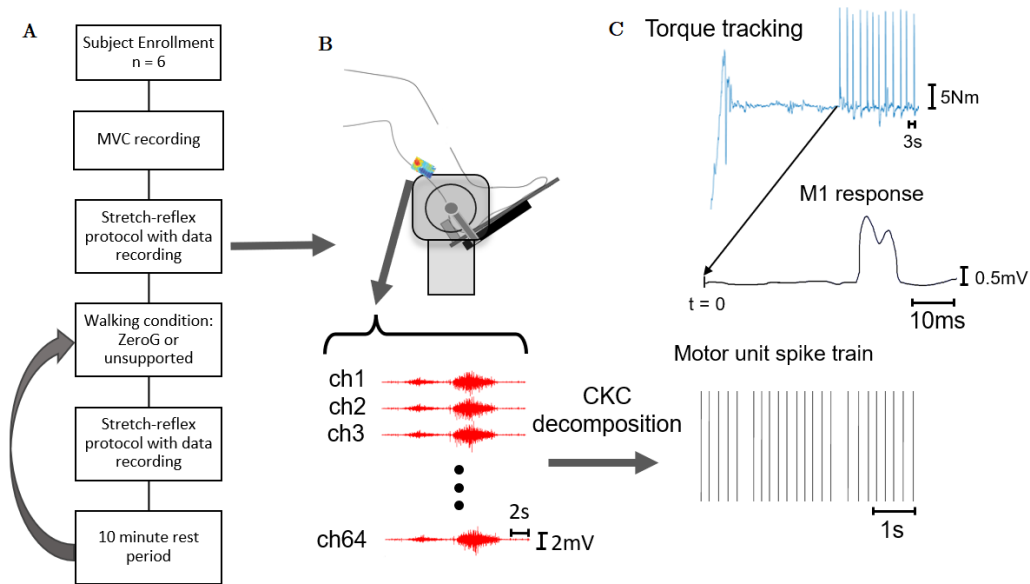 A
Subject Enrollment
n = 6
MVC recording
Stretch-reflex
protocol with data
recording
Walking condition:
ZeroG or
unsupported
Stretch-reflex
protocol with data
recording
10 minute rest
period
B
ch1
ch2
ch3
ch64
2s
2mV
CKC
decomposition
C
Torque tracking
5Nm
3s
M1 response
t = 0
0.5mV
10ms
Motor unit spike train
1s